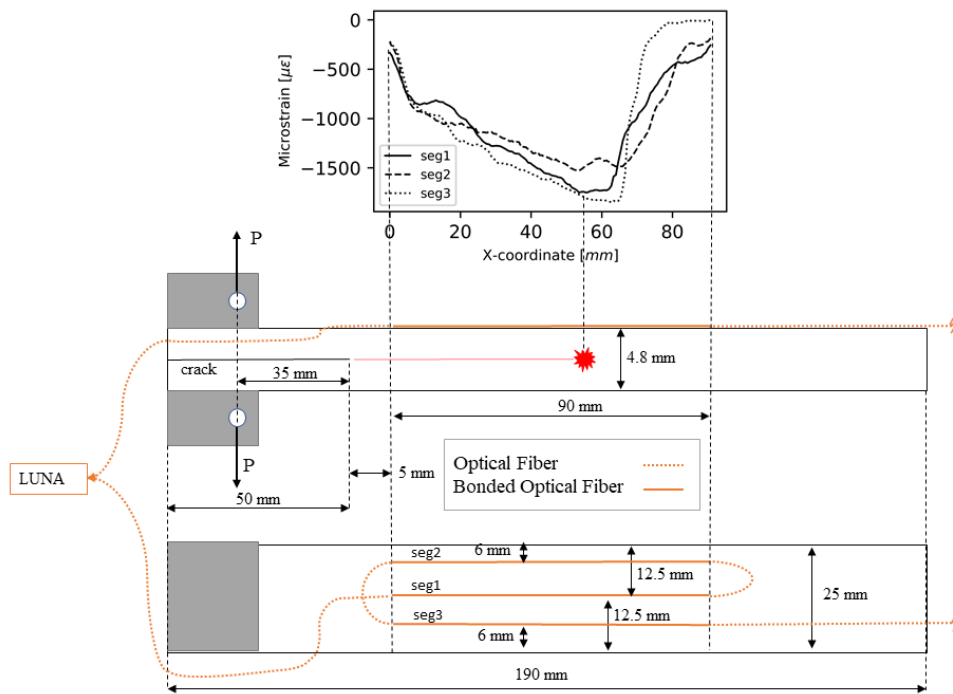 0
−500
−1000
−1500
Microstrain [με]
seg1
seg2
seg3
0 20 40 60 80
X-coordinate [mm]
P
crack
35 mm
4.8 mm
90 mm
P
LUNA
5 mm
50 mm
Optical Fiber
Bonded Optical Fiber
seg2
6 mm
12.5 mm
seg1
25 mm
seg3
12.5 mm
6 mm
190 mm